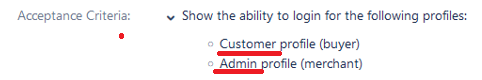 Acceptance Criteria: Show the ability to login for the following profiles:
Customer profile (buyer)
Admin profile (merchant)